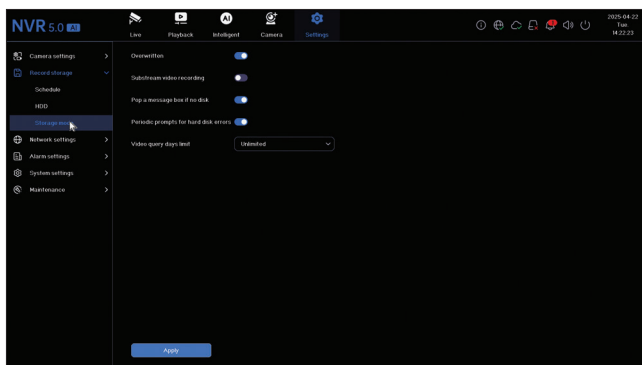 NVR 5.0 AI
Live
Playback
Intelligent
Camera
Settings
2025-04-22
Tue.
14:22:23
Camera settings
Record storage
Schedule
HDD
Storage mode
Network settings
Alarm settings
System settings
Maintenance
Overwritten
Substream video recording
Pop a message box if no disk
Periodic prompts for hard disk errors
Video query days limit
Unlimited
Apply